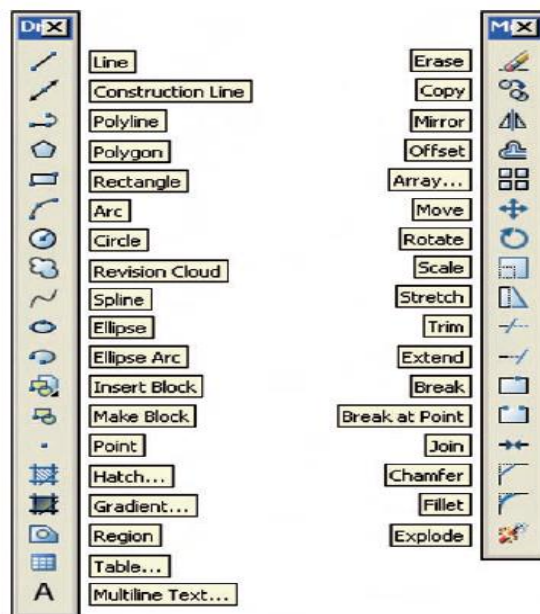 Dr
Line
Construction Line
Polyline
Polygon
Rectangle
Arc
Circle
Revision Cloud
Spline
Ellipse
Ellipse Arc
Insert Block
Make Block
Point
Hatch...
Gradient...
Region
Table...
A
Multiline Text...
Erase
Copy
Mirror
Offset
Array...
Move
Rotate
Scale
Stretch
Trim
Extend
Break
Break at Point
Join
Chamfer
Fillet
Explode